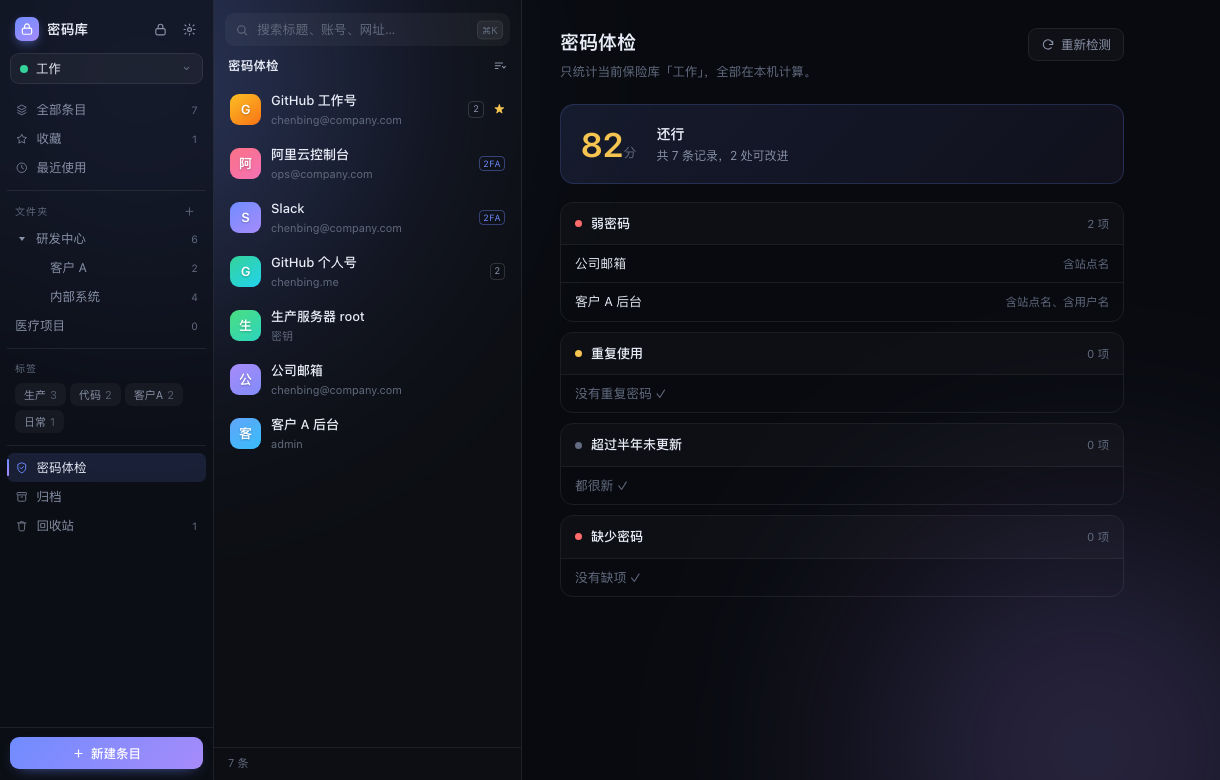 密码库
工作
全部条目 7
收藏 1
最近使用
文件夹
研发中心 6
客户 A 2
内部系统 4
医疗项目 0
标签
生产 3 代码 2 客户A 2
日常 1
密码体检
归档
回收站 1
新建条目
搜索标题、账号、网址... ⌘K
密码体检
G GitHub 工作号 2
chenbing@company.com
阿 阿里云控制台 2FA
ops@company.com
S Slack 2FA
chenbing@company.com
G GitHub 个人号 2
chenbing.me
生 生产服务器 root
密钥
公 公司邮箱
chenbing@company.com
客 客户 A 后台
admin
7 条
密码体检
重新检测
只统计当前保险库「工作」，全部在本机计算。
82分
还行
共 7 条记录，2 处可改进
弱密码 2 项
公司邮箱 含站点名
客户 A 后台 含站点名、含用户名
重复使用 0 项
没有重复密码 ✓
超过半年未更新 0 项
都很新 ✓
缺少密码 0 项
没有缺项 ✓